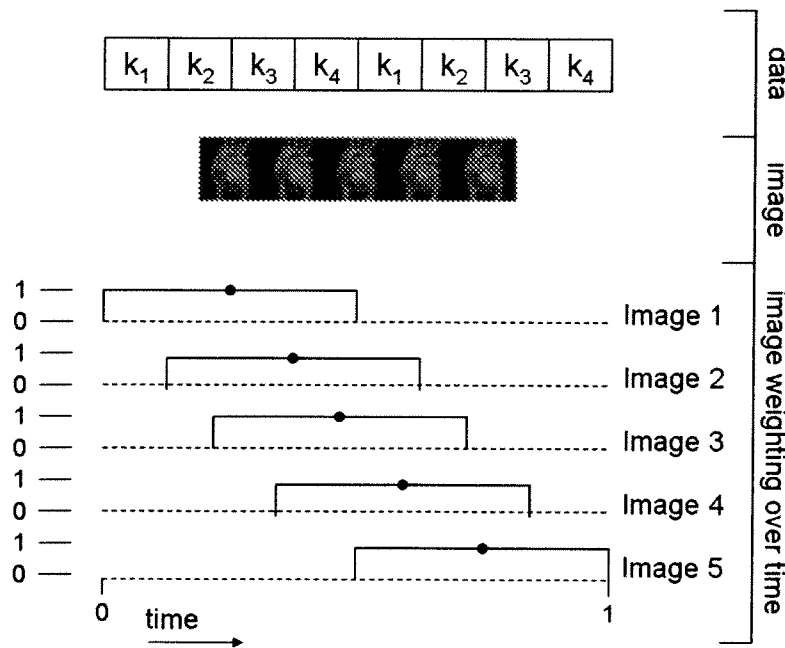 k₁ k₂ k₃ k₄ k₁ k₂ k₃ k₄
data
image
1
0
Image 1
1
0
Image 2
1
0
Image 3
1
0
Image 4
1
0
Image 5
image weighting over time
0
1
time